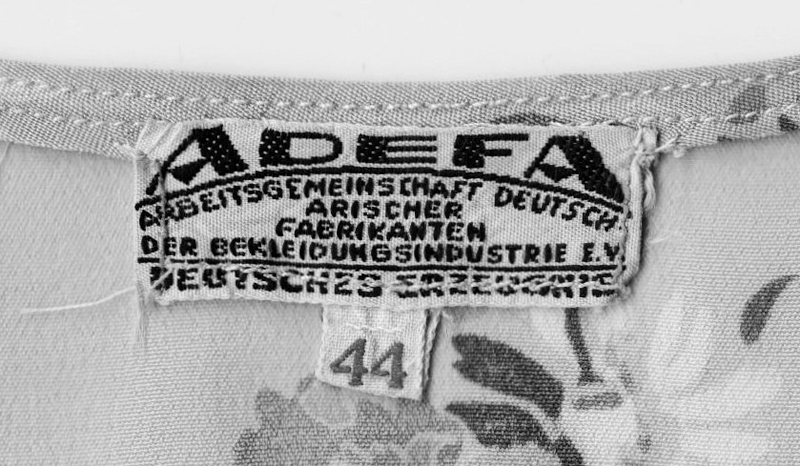 ADEFA
ARBEITSGEMEINSCHAFT DEUTSCH.
ARISCHER
FABRIKANTEN
DER BEKLEIDUNGSINDUSTRIE E.V.
DEUTSCHES ERZEUGNIS
44